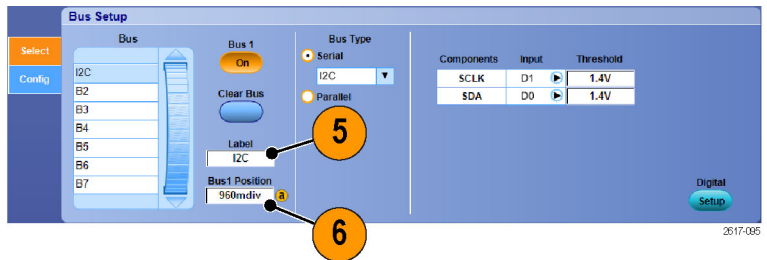 Bus Setup
Select
Config
Bus
I2C
B2
B3
B4
B5
B6
B7
Bus 1
On
Clear Bus
Label
I2C
Bus1 Position
960mdiv a
Bus Type
Serial
I2C
Parallel
Components Input Threshold
SCLK D1 1.4V
SDA D0 1.4V
Digital
Setup
5
6
2617-095